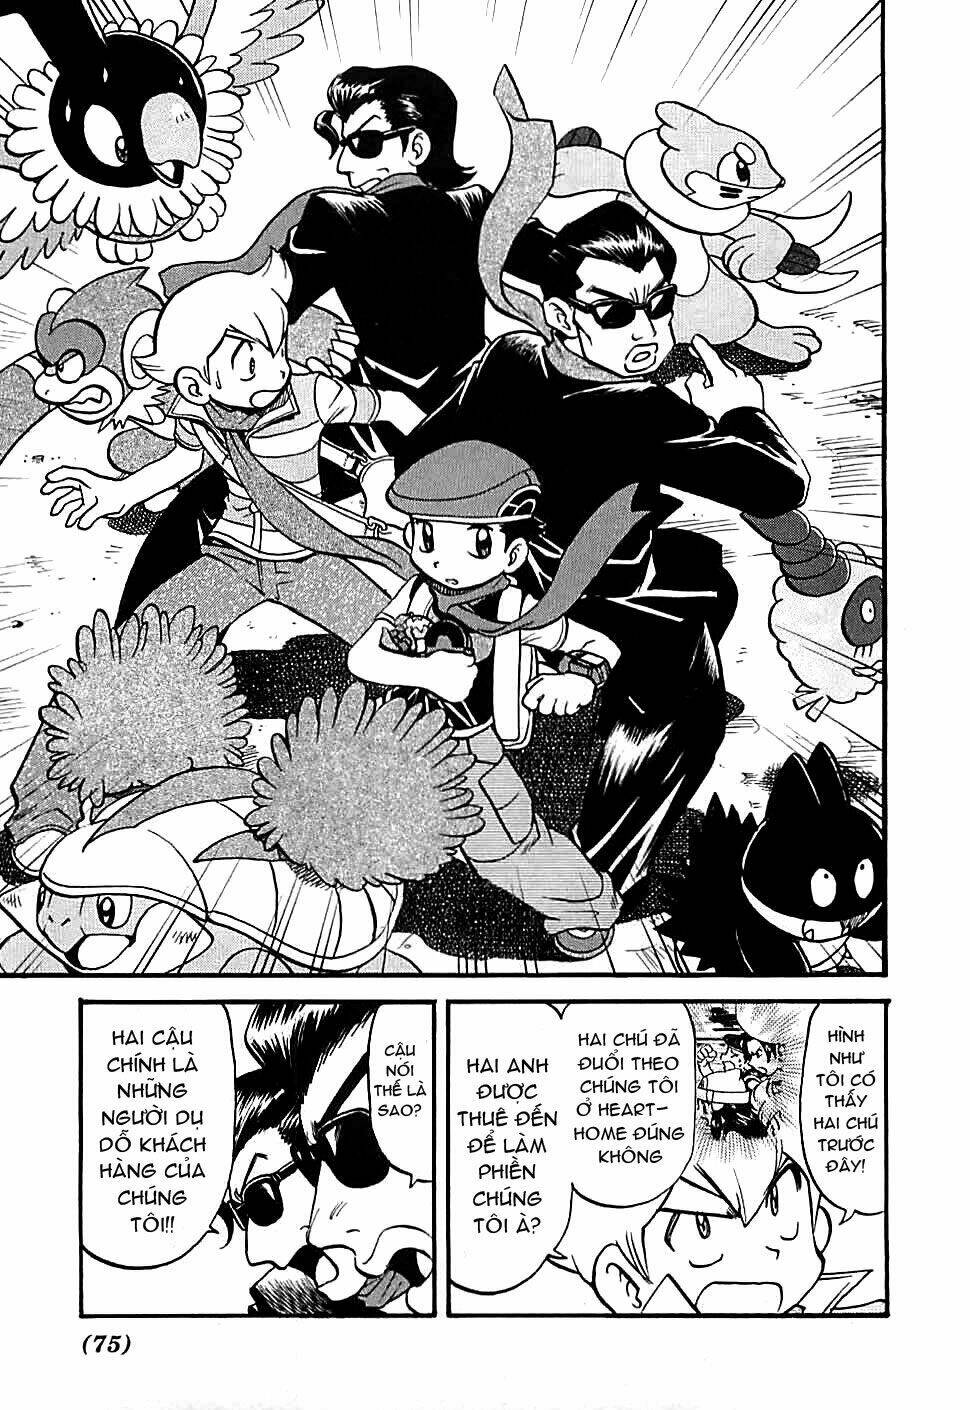 HÌNH
NHƯ
TÔI CÓ
THẤY
HAI CHÚ
TRƯỚC
ĐÂY!
HAI CHÚ ĐÃ
ĐUỔI THEO
CHÚNG TÔI
Ở HEART-
HOME ĐÚNG
KHÔNG
HAI ANH
ĐƯỢC
THUÊ ĐẾN
ĐỂ LÀM
PHIỀN
CHÚNG
TÔI À?
CẬU
NÓI
THẾ LÀ
SAO?
HAI CẬU
CHÍNH LÀ
NHỮNG
NGƯỜI DỤ
DỖ KHÁCH
HÀNG CỦA
CHÚNG
TÔI!!
(75)